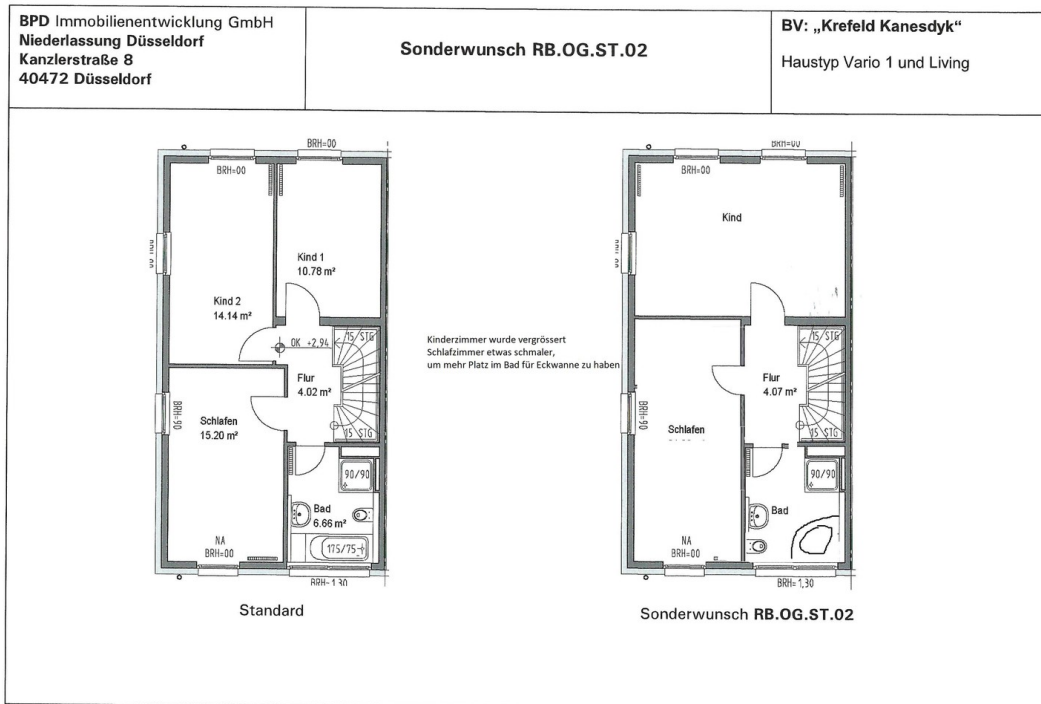 BPD Immobilienentwicklung GmbH
Niederlassung Düsseldorf
Kanzlerstraße 8
40472 Düsseldorf
Sonderwunsch RB.OG.ST.02
BV: „Krefeld Kanesdyk“
Haustyp Vario 1 und Living
BRH=00
BRH=00
Kind 1
10.78 m²
Kind 2
14.14 m²
OK +2,94
15 STG
Flur
4.02 m²
BRH=90
Schlafen
15.20 m²
15 STG
90/90
Bad
6.66 m²
NA
BRH=00
175/75
BRH=1,30
Standard
Kinderzimmer wurde vergrössert
Schlafzimmer etwas schmaler,
um mehr Platz im Bad für Eckwanne zu haben
BRH=00
BRH=00
Kind
15 STG
Flur
4.07 m²
BRH=90
Schlafen
15 STG
90/90
Bad
NA
BRH=00
BRH=1,30
Sonderwunsch RB.OG.ST.02